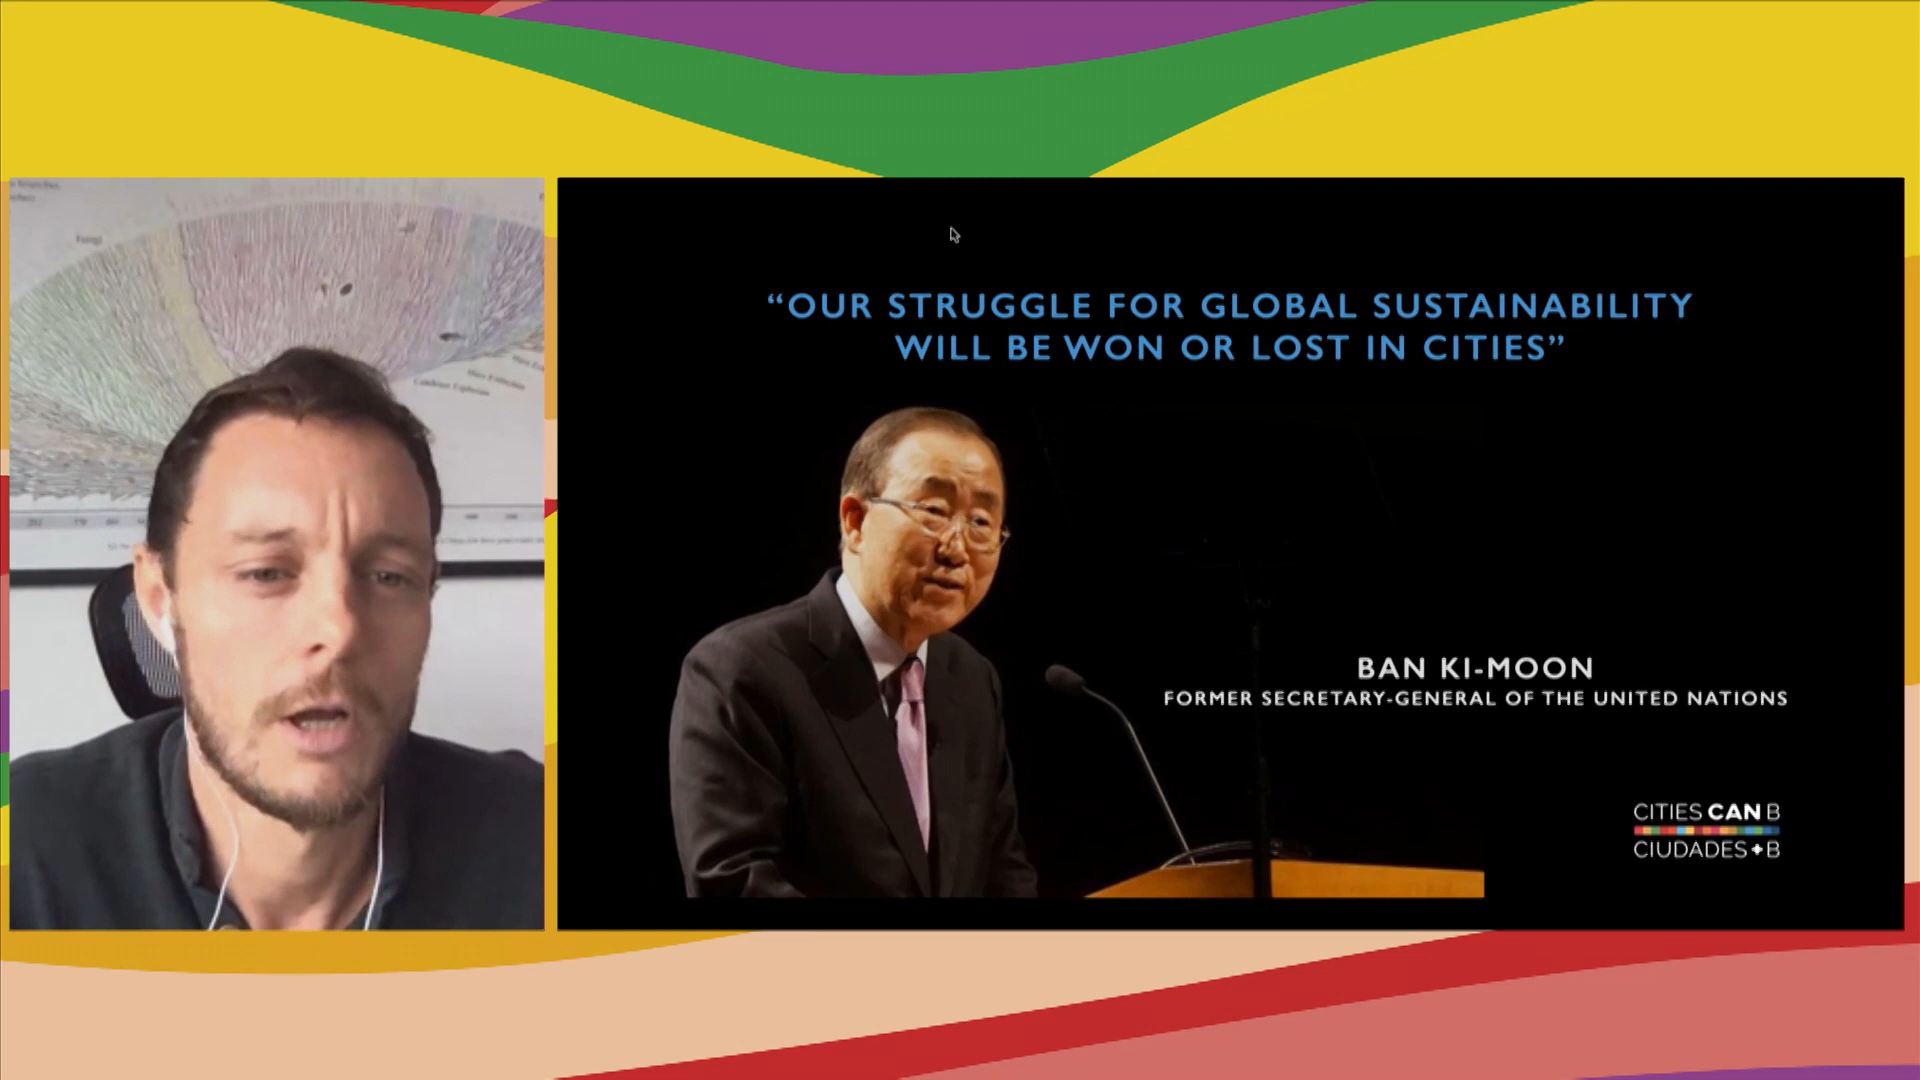 Fungi
“OUR STRUGGLE FOR GLOBAL SUSTAINABILITY
WILL BE WON OR LOST IN CITIES”
BAN KI-MOON
FORMER SECRETARY-GENERAL OF THE UNITED NATIONS
CITIES CAN B
CIUDADES+B